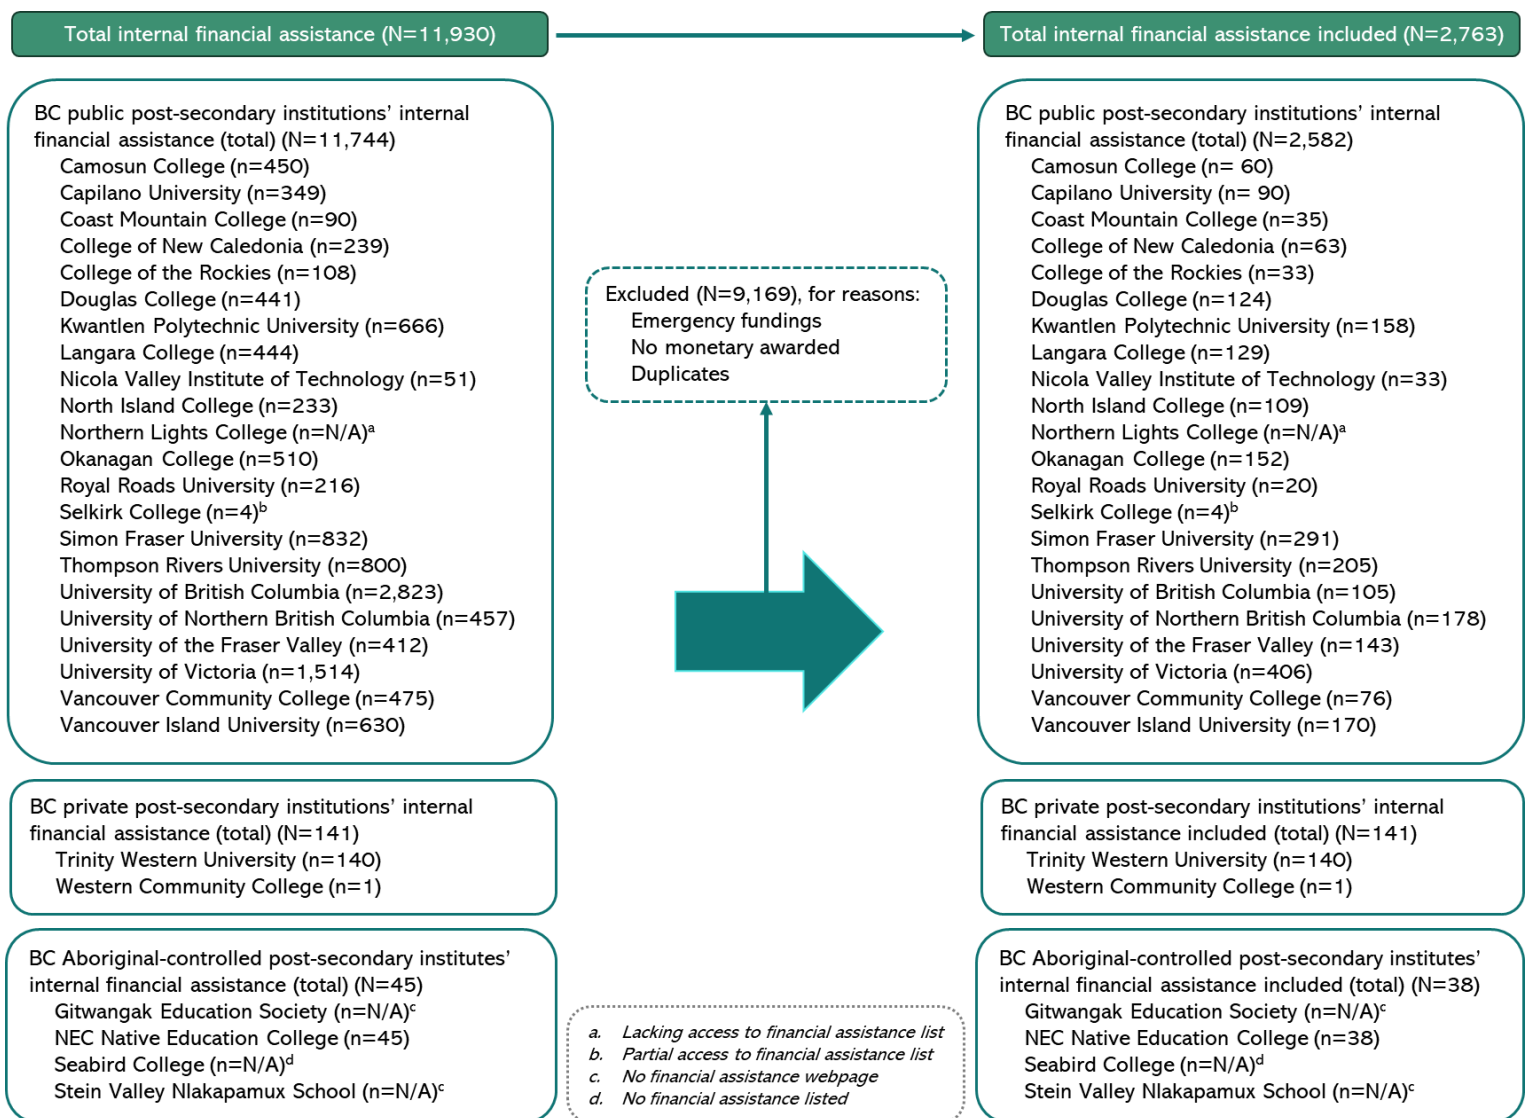 Total internal financial assistance (N=11,930)
Total internal financial assistance included (N=2,763)
BC public post-secondary institutions’ internal
financial assistance (total) (N=11,744)
Camosun College (n=450)
Capilano University (n=349)
Coast Mountain College (n=90)
College of New Caledonia (n=239)
College of the Rockies (n=108)
Douglas College (n=441)
Kwantlen Polytechnic University (n=666)
Langara College (n=444)
Nicola Valley Institute of Technology (n=51)
North Island College (n=233)
Northern Lights College (n=N/A)a
Okanagan College (n=510)
Royal Roads University (n=216)
Selkirk College (n=4)b
Simon Fraser University (n=832)
Thompson Rivers University (n=800)
University of British Columbia (n=2,823)
University of Northern British Columbia (n=457)
University of the Fraser Valley (n=412)
University of Victoria (n=1,514)
Vancouver Community College (n=475)
Vancouver Island University (n=630)
BC private post-secondary institutions’ internal
financial assistance (total) (N=141)
Trinity Western University (n=140)
Western Community College (n=1)
BC Aboriginal-controlled post-secondary institutes’
internal financial assistance (total) (N=45)
Gitwangak Education Society (n=N/A)c
NEC Native Education College (n=45)
Seabird College (n=N/A)d
Stein Valley Nlakapamux School (n=N/A)c
Excluded (N=9,169), for reasons:
Emergency fundings
No monetary awarded
Duplicates
a. Lacking access to financial assistance list
b. Partial access to financial assistance list
c. No financial assistance webpage
d. No financial assistance listed
BC public post-secondary institutions’ internal
financial assistance (total) (N=2,582)
Camosun College (n= 60)
Capilano University (n= 90)
Coast Mountain College (n=35)
College of New Caledonia (n=63)
College of the Rockies (n=33)
Douglas College (n=124)
Kwantlen Polytechnic University (n=158)
Langara College (n=129)
Nicola Valley Institute of Technology (n=33)
North Island College (n=109)
Northern Lights College (n=N/A)a
Okanagan College (n=152)
Royal Roads University (n=20)
Selkirk College (n=4)b
Simon Fraser University (n=291)
Thompson Rivers University (n=205)
University of British Columbia (n=105)
University of Northern British Columbia (n=178)
University of the Fraser Valley (n=143)
University of Victoria (n=406)
Vancouver Community College (n=76)
Vancouver Island University (n=170)
BC private post-secondary institutions’ internal
financial assistance included (total) (N=141)
Trinity Western University (n=140)
Western Community College (n=1)
BC Aboriginal-controlled post-secondary institutes’
internal financial assistance included (total) (N=38)
Gitwangak Education Society (n=N/A)c
NEC Native Education College (n=38)
Seabird College (n=N/A)d
Stein Valley Nlakapamux School (n=N/A)c